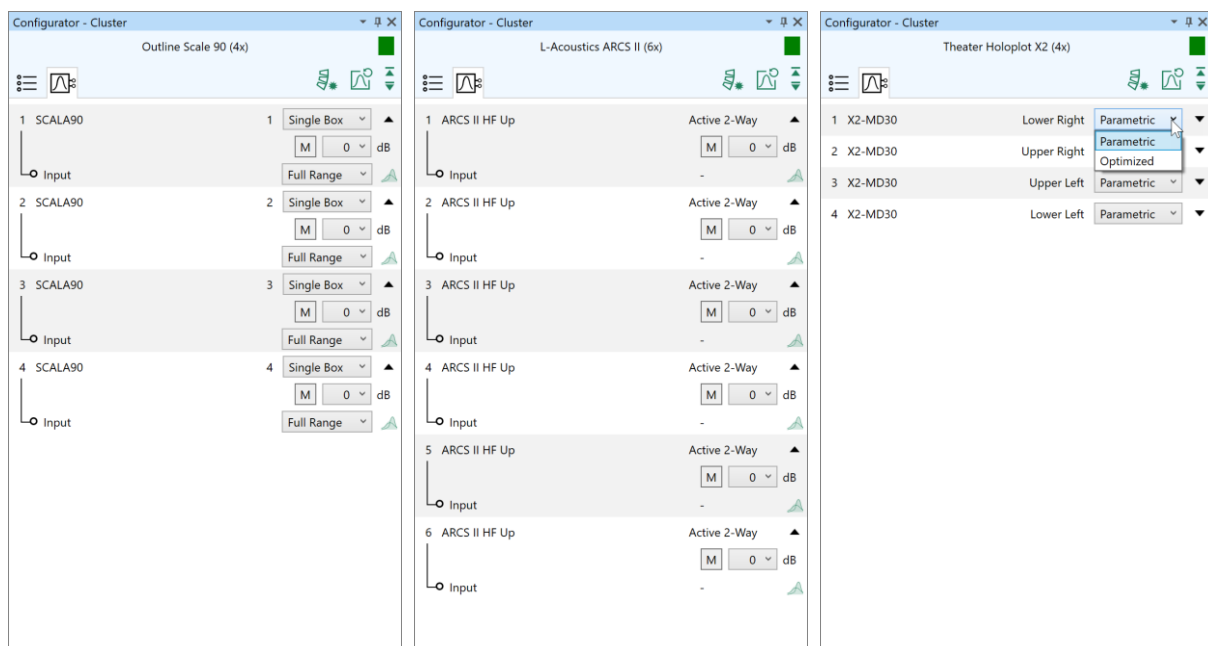 Configurator - Cluster
Outline Scale 90 (4x)
1 SCALA90 1 Single Box
M 0 dB
Input Full Range
2 SCALA90 2 Single Box
M 0 dB
Input Full Range
3 SCALA90 3 Single Box
M 0 dB
Input Full Range
4 SCALA90 4 Single Box
M 0 dB
Input Full Range
Configurator - Cluster
L-Acoustics ARCS II (6x)
1 ARCS II HF Up Active 2-Way
M 0 dB
Input -
2 ARCS II HF Up Active 2-Way
M 0 dB
Input -
3 ARCS II HF Up Active 2-Way
M 0 dB
Input -
4 ARCS II HF Up Active 2-Way
M 0 dB
Input -
5 ARCS II HF Up Active 2-Way
M 0 dB
Input -
6 ARCS II HF Up Active 2-Way
M 0 dB
Input -
Configurator - Cluster
Theater Holoplot X2 (4x)
1 X2-MD30 Lower Right Parametric
Parametric
2 X2-MD30 Upper Right
Optimized
3 X2-MD30 Upper Left Parametric
4 X2-MD30 Lower Left Parametric